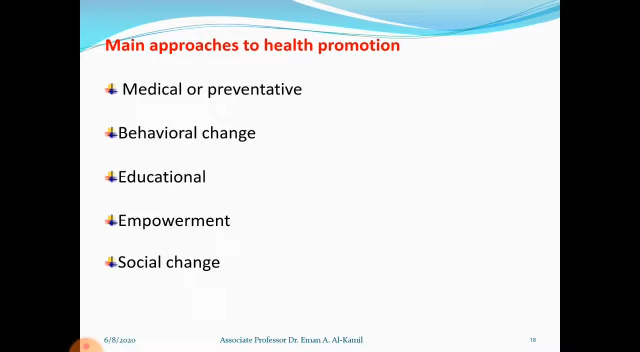 Main approaches to health promotion
Medical or preventative
Behavioral change
Educational
Empowerment
Social change
6/8/2020 Associate Professor Dr. Eman A. Al-Kamil 18